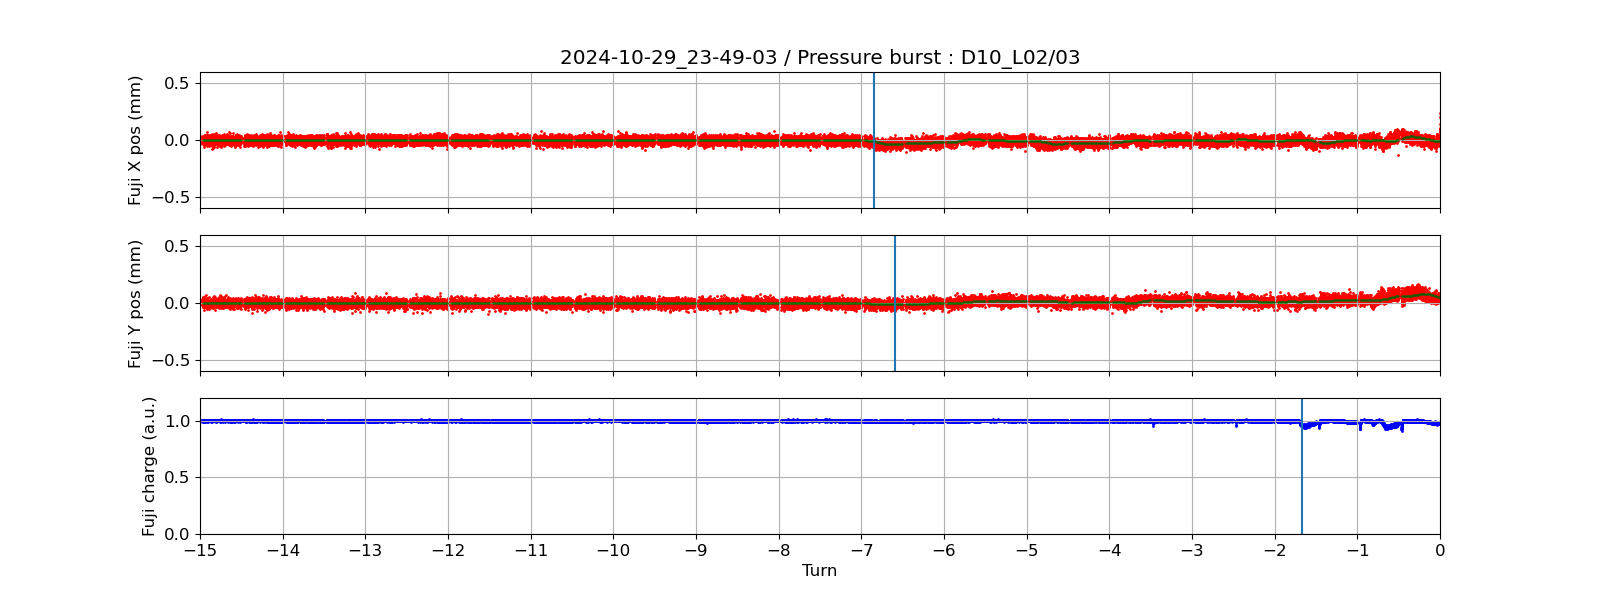 2024-10-29_23-49-03 / Pressure burst : D10_L02/03
Fuji X pos (mm)
0.5
0.0
−0.5
Fuji Y pos (mm)
0.5
0.0
−0.5
Fuji charge (a.u.)
1.0
0.5
0.0
−15 −14 −13 −12 −11 −10 −9 −8 −7 −6 −5 −4 −3 −2 −1 0
Turn